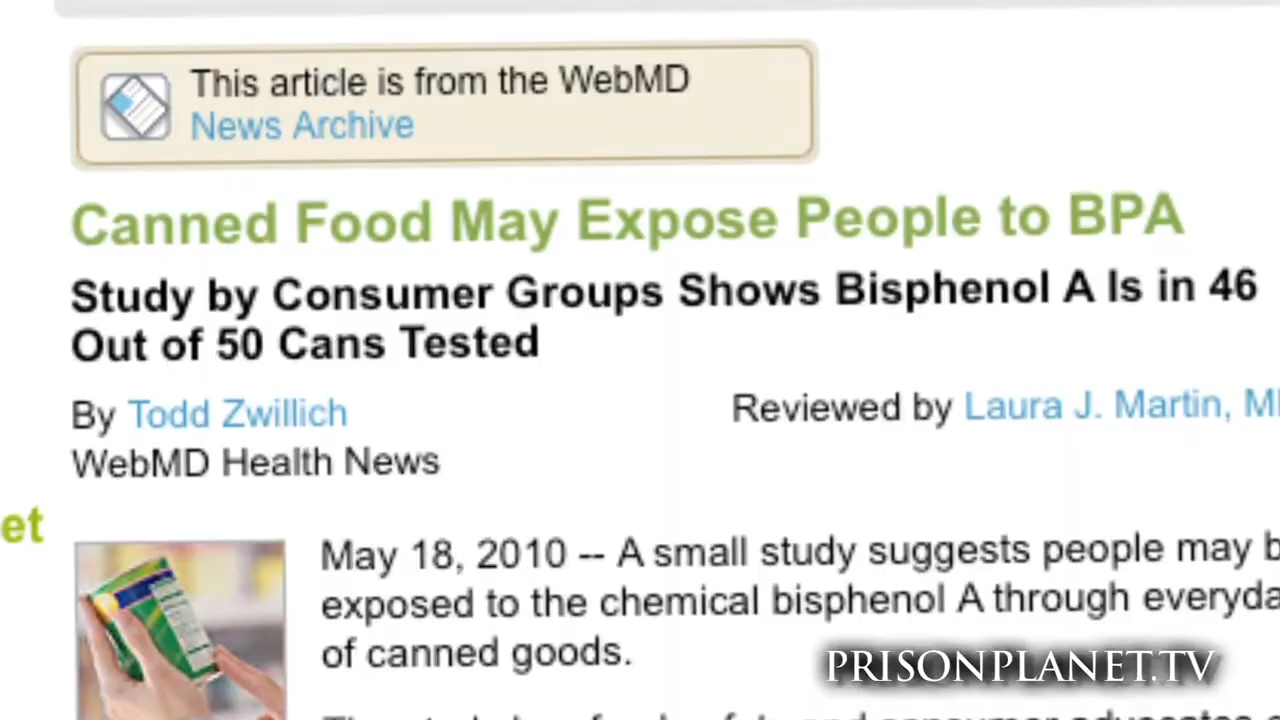 This article is from the WebMD
News Archive
Canned Food May Expose People to BPA
Study by Consumer Groups Shows Bisphenol A Is in 46
Out of 50 Cans Tested
By Todd Zwillich
Reviewed by Laura J. Martin,
WebMD Health News
et
May 18, 2010 -- A small study suggests people may
exposed to the chemical bisphenol A through
of canned goods.
PRISONPLANET.TV